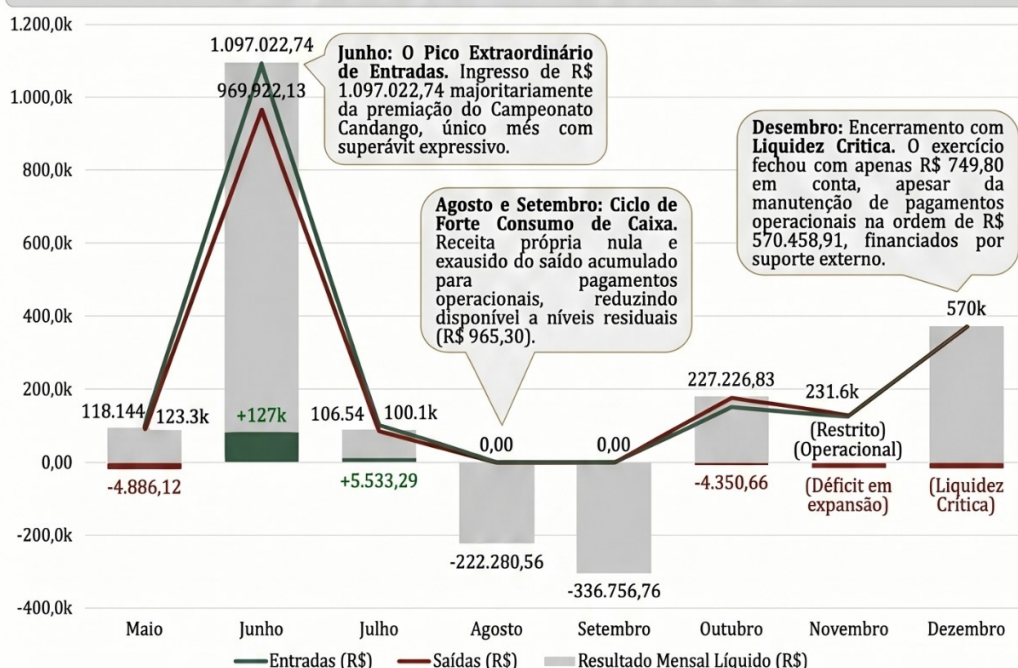 1.200,0k
1.000,0k
800,0k
600,0k
400,0k
200,0k
0,00
-200,0k
-400,0k
1.097.022,74
969.922,13
Junho: O Pico Extraordinário
de Entradas. Ingresso de R$
1.097.022,74 majoritariamente
da premiação do Campeonato
Candango, único mês com
superávit expressivo.
Agosto e Setembro: Ciclo de
Forte Consumo de Caixa.
Receita própria nula e
exausido do saído acumulado
para pagamentos
operacionais, reduzindo
disponível a níveis residuais
(R$ 965,30).
Desembro: Encerramento com
Liquidez Critica. O exercício
fechou com apenas R$ 749,80
em conta, apesar da
manutenção de pagamentos
operacionais na ordem de R$
570.458,91, financiados por
suporte externo.
118.144 123.3k
+127k
106.54 100.1k
0,00
0,00
227.226,83
231.6k
570k
(Restrito)
(Operacional)
-4.886,12
+5.533,29
-222.280,56
-336.756,76
-4.350,66
(Déficit em
expansão)
(Liquidez
Crítica)
Maio Junho Julho Agosto Setembro Outubro Novembro Dezembro
Entradas (R$) Saídas (R$) Resultado Mensal Líquido (R$)